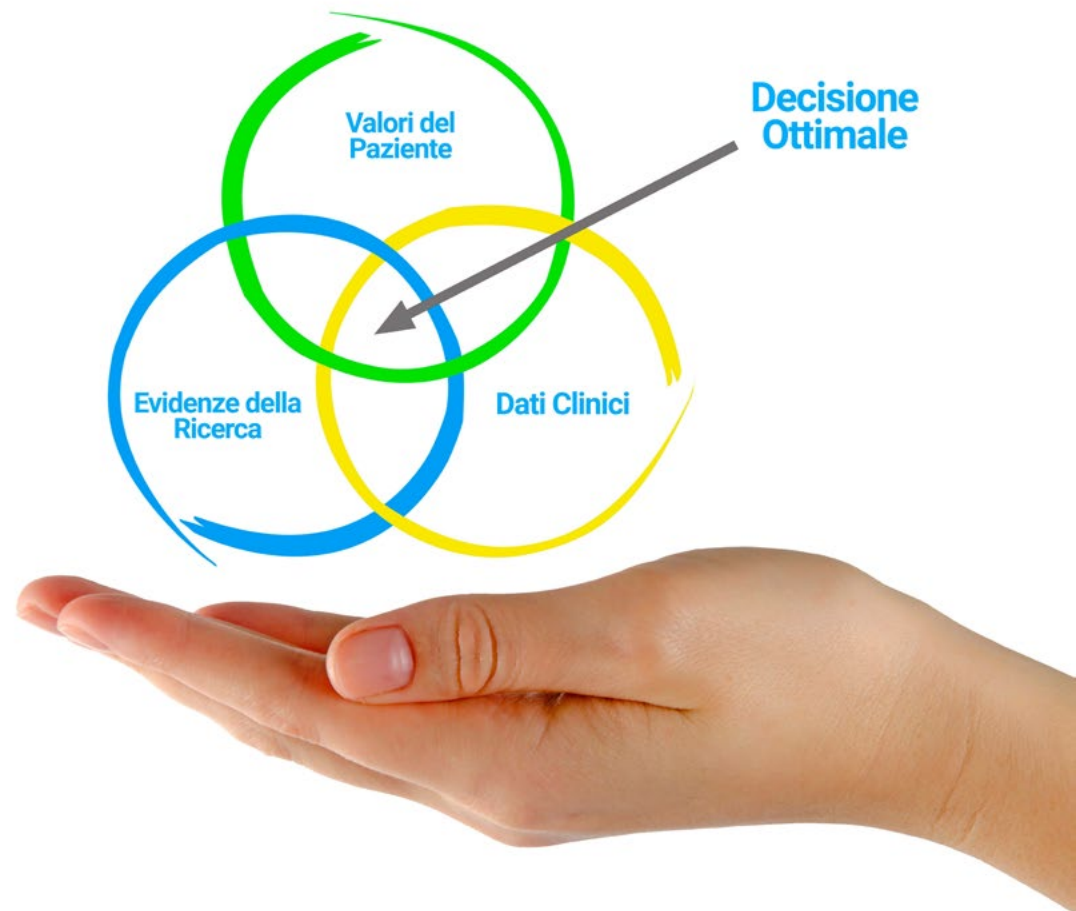 Valori del
Paziente
Decisione
Ottimale
Evidenze della
Ricerca
Dati Clinici